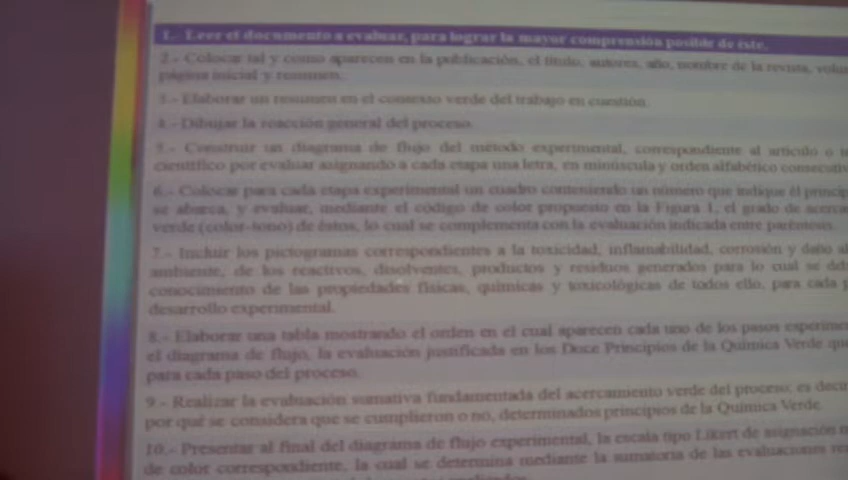 1.- Leer el documento a evaluar, para lograr la mayor comprensión posible de éste.
2.- Colocar tal y como aparecen en la publicación, el título, autores, año, nombre de la revista,
página inicial y resumen.
3.- Elaborar un resumen en el contexto verde del trabajo en cuestión
4.- Dibujar la reacción general del proceso.
5.- Construir un diagrama de flujo del método experimental, correspondiente al artículo o
científico por evaluar asignando a cada etapa una letra, en minúscula y orden alfabético
6.- Colocar para cada etapa experimental un cuadro conteniendo un número que indique el
se abarca, y evaluar, mediante el código de color propuesto en la Figura 1, el grado de
verde (color-tono) de éstos, lo cual se complementa con la evaluación indicada entre paréntesis.
7.- Incluir los pictogramas correspondientes a la toxicidad, inflamabilidad, corrosión y daño al
ambiente, de los reactivos, disolventes, productos y residuos generados para lo cual se
conocimiento de las propiedades físicas, químicas y toxicológicas de todos ello, para cada
desarrollo experimental.
8.- Elaborar una tabla mostrando el orden en el cual aparecen cada uno de los pasos
el diagrama de flujo, la evaluación justificada en los Doce Principios de la Química Verde
para cada paso del proceso.
9.- Realizar la evaluación sumativa fundamentada del acercamiento verde del proceso; es
por qué se considera que se cumplieron o no, determinados principios de la Química Verde.
10.- Presentar al final del diagrama de flujo experimental, la escala tipo Likert de asignación
de color correspondiente, la cual se determina mediante la sumatoria de las evaluaciones